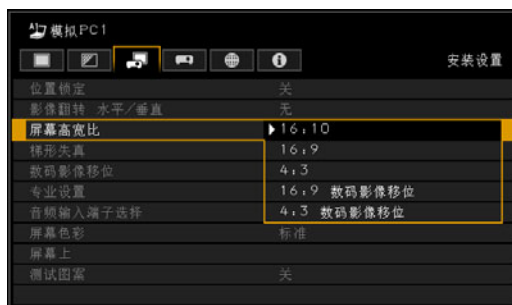 模拟PC1
安装设置
位置锁定 关
影像翻转 水平/垂直 无
屏幕高宽比 16:10
梯形失真 16:9
数码影像移位 4:3
专业设置 16:9 数码影像移位
音频输入端子选择 4:3 数码影像移位
屏幕色彩 标准
屏幕上
测试图案 关